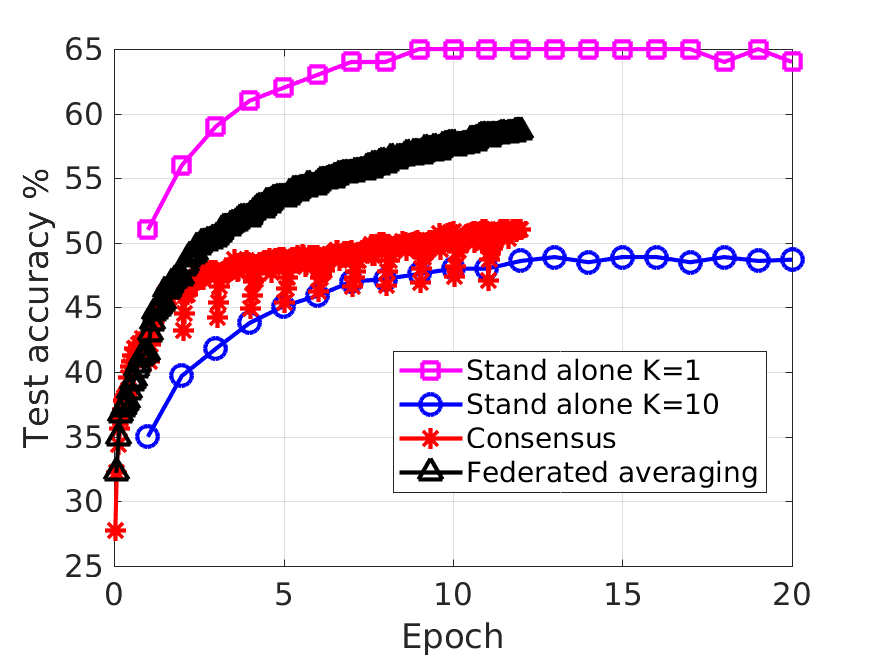 65
60
55
50
45
40
35
30
25
Test accuracy %
Stand alone K=1
Stand alone K=10
Consensus
Federated averaging
0 5 10 15 20
Epoch